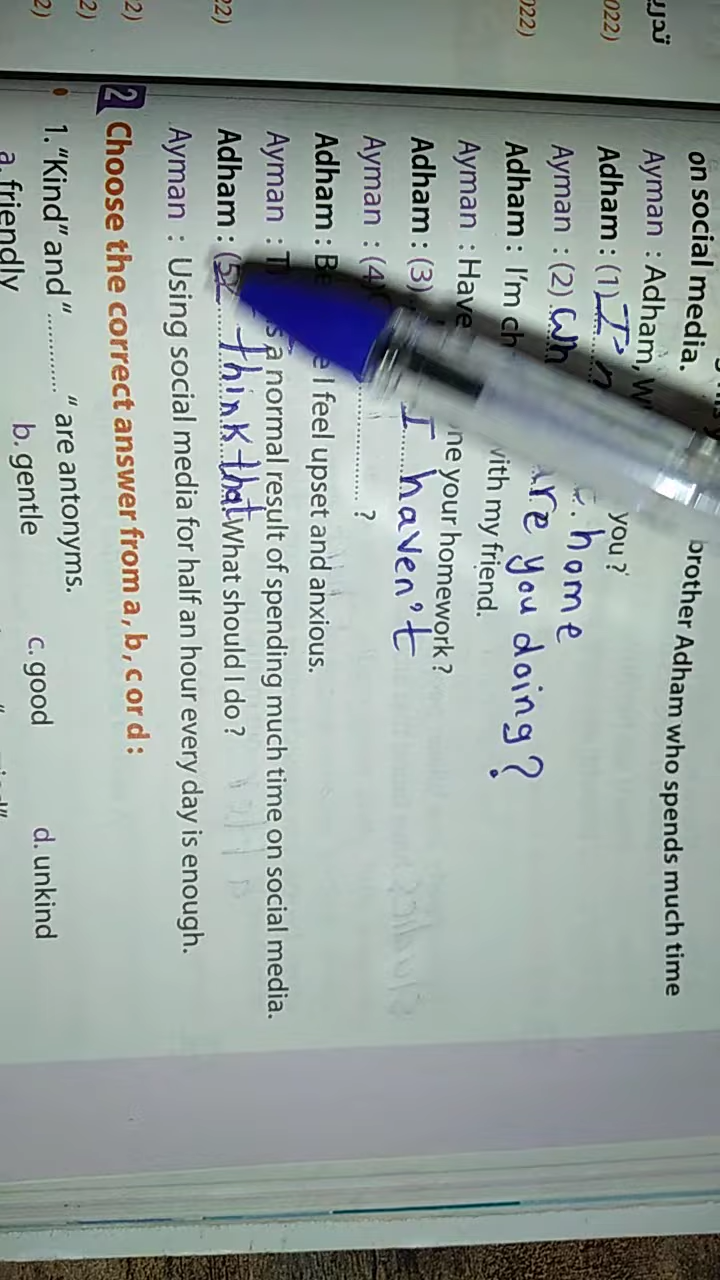 تدر
022)
brother Adham who spends much time
on social media.
Ayman : Adham, W you ?
Adham : (1) I'm home
Ayman : (2) wh are you doing?
Adham : I'm ch with my friend.
Ayman : Have ne your homework ?
Adham : (3) I haven't
Ayman : (4) ............ ?
Adham : Be e I feel upset and anxious.
Ayman : T s a normal result of spending much time on social media.
Adham : (5) I think that What should I do ?
Ayman : Using social media for half an hour every day is enough.
2 Choose the correct answer from a, b, c or d :
1. "Kind" and " ............ " are antonyms.
a. friendly b. gentle c. good d. unkind
022)
22)
2)
2)
2)